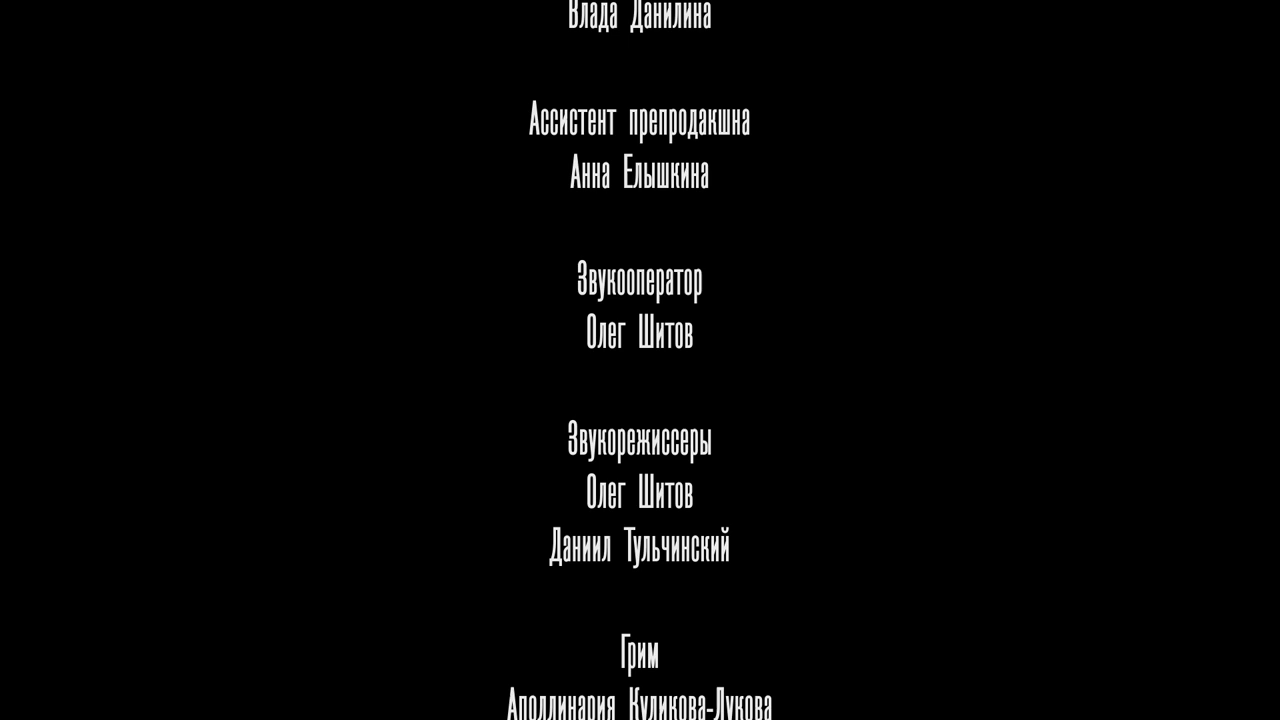 Влада Данилина
Ассистент препродакшна
Анна Елышкина
Звукооператор
Олег Шитов
Звукорежиссеры
Олег Шитов
Даниил Тульчинский
Грим
Аполлинария Куликова-Лукова